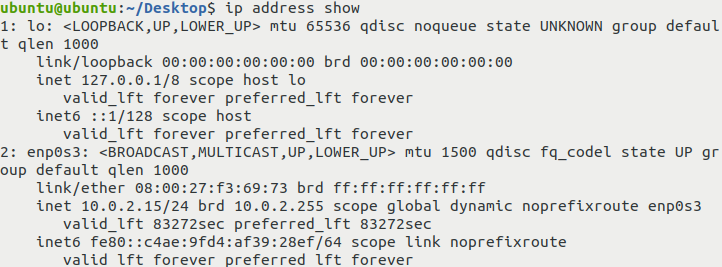 ubuntu@ubuntu:~/Desktop$ ip address show
1: lo: <LOOPBACK,UP,LOWER_UP> mtu 65536 qdisc noqueue state UNKNOWN group defaul
t qlen 1000
    link/loopback 00:00:00:00:00:00 brd 00:00:00:00:00:00
    inet 127.0.0.1/8 scope host lo
       valid_lft forever preferred_lft forever
    inet6 ::1/128 scope host
       valid_lft forever preferred_lft forever
2: enp0s3: <BROADCAST,MULTICAST,UP,LOWER_UP> mtu 1500 qdisc fq_codel state UP gr
oup default qlen 1000
    link/ether 08:00:27:f3:69:73 brd ff:ff:ff:ff:ff:ff
    inet 10.0.2.15/24 brd 10.0.2.255 scope global dynamic noprefixroute enp0s3
       valid_lft 83272sec preferred_lft 83272sec
    inet6 fe80::c4ae:9fd4:af39:28ef/64 scope link noprefixroute
       valid_lft forever preferred_lft forever